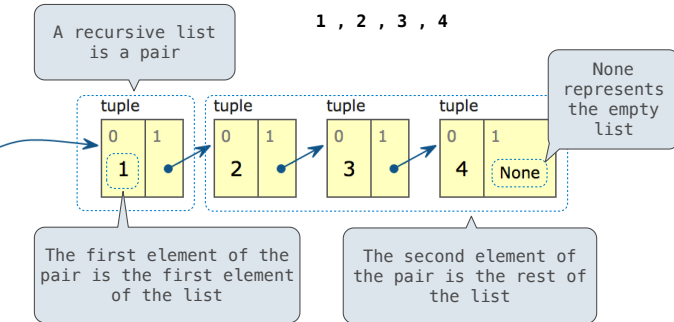 1 , 2 , 3 , 4
A recursive list
is a pair
None
represents
the empty
list
tuple
tuple
tuple
tuple
0 1
0 1
0 1
0 1
1
2
3
4 None
The first element of the
pair is the first element
of the list
The second element of
the pair is the rest of
the list